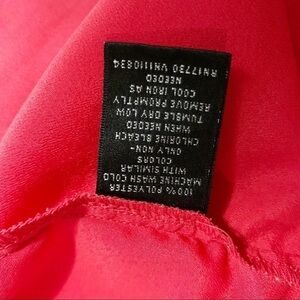 100% POLYESTER
MACHINE WASH COLD
WITH SIMILAR
COLORS
ONLY NON-
CHLORINE BLEACH
WHEN NEEDED
TUMBLE DRY LOW
REMOVE PROMPTLY
COOL IRON AS
NEEDED
RN17730 VN1110834